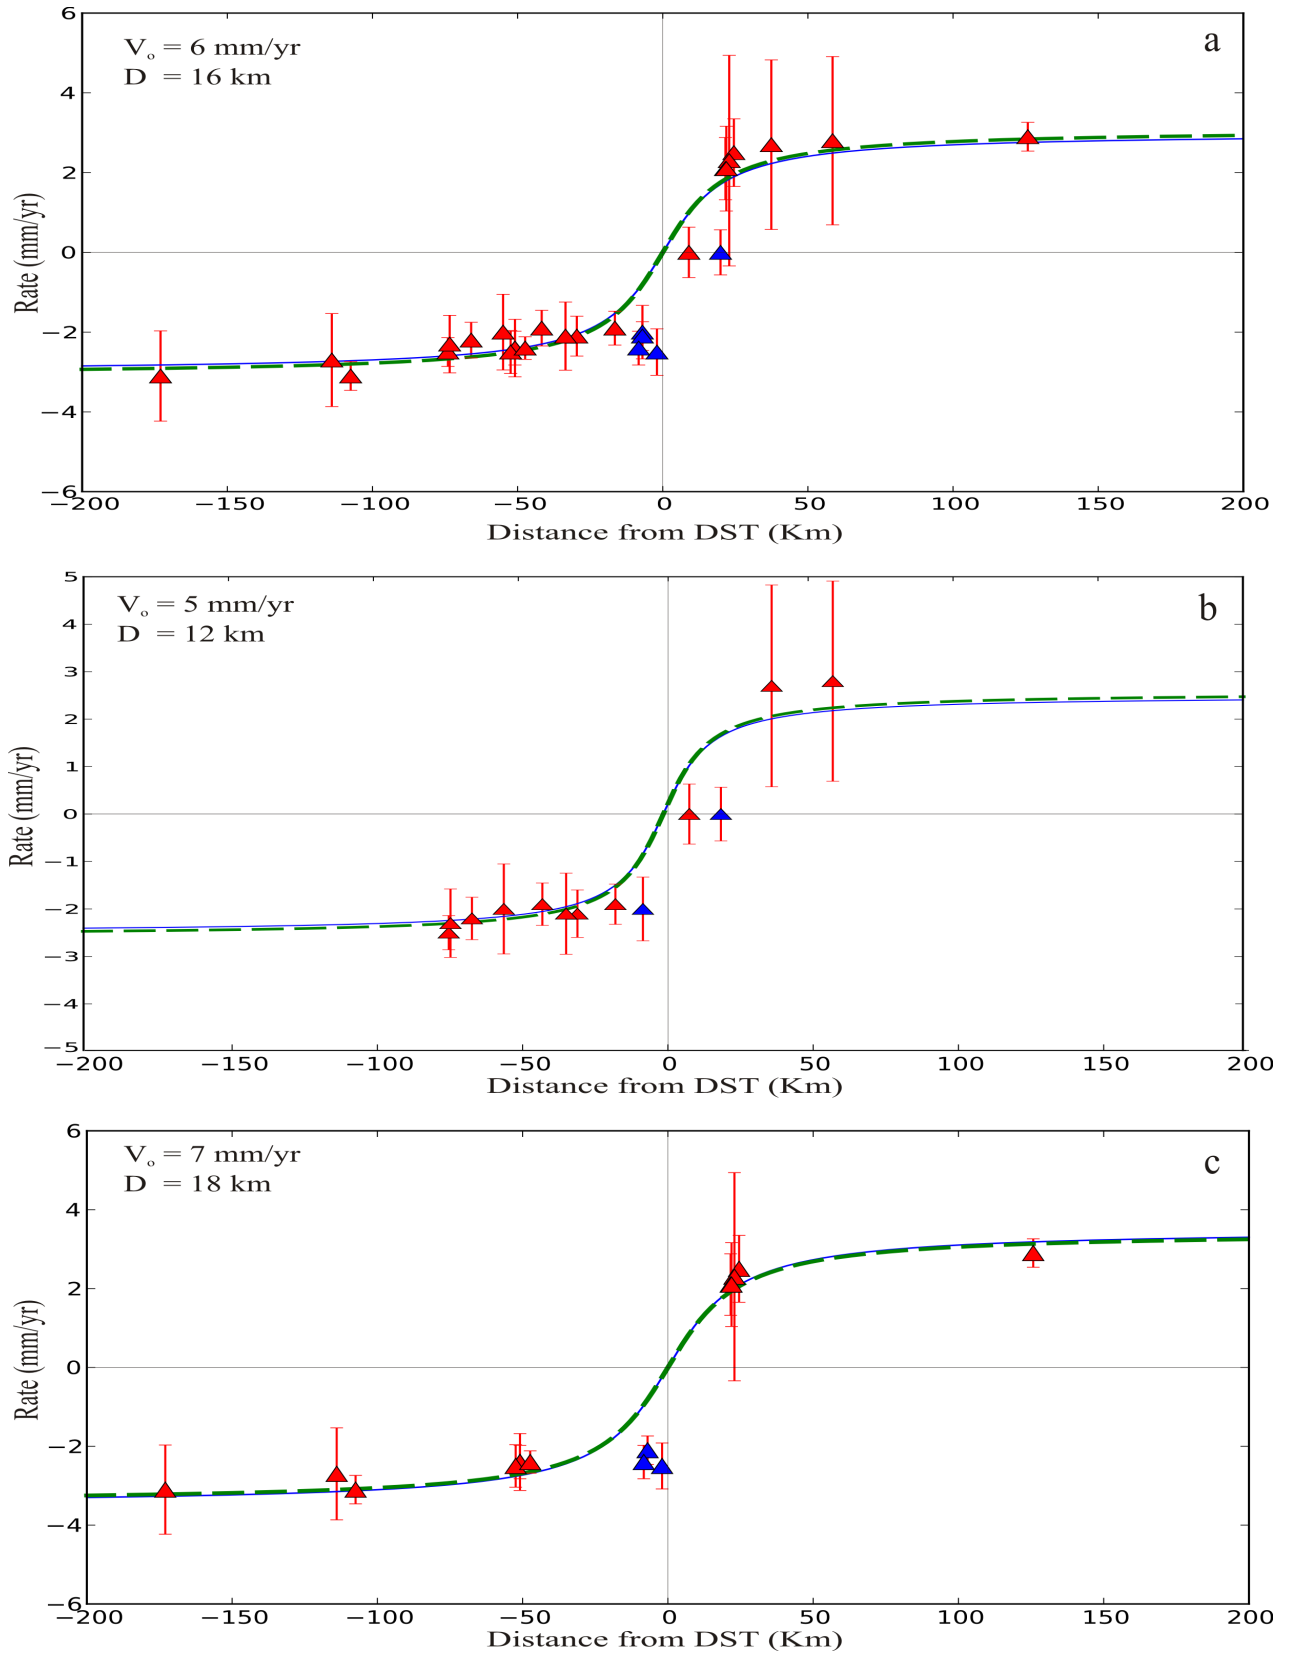 6
Vo = 6 mm/yr
D = 16 km
a
4
2
0
−2
−4
−6
Rate (mm/yr)
−200 −150 −100 −50 0 50 100 150 200
Distance from DST (Km)
5
Vo = 5 mm/yr
D = 12 km
b
4
3
2
1
0
−1
−2
−3
−4
−5
Rate (mm/yr)
−200 −150 −100 −50 0 50 100 150 200
Distance from DST (Km)
6
Vo = 7 mm/yr
D = 18 km
c
4
2
0
−2
−4
−6
Rate (mm/yr)
−200 −150 −100 −50 0 50 100 150 200
Distance from DST (Km)